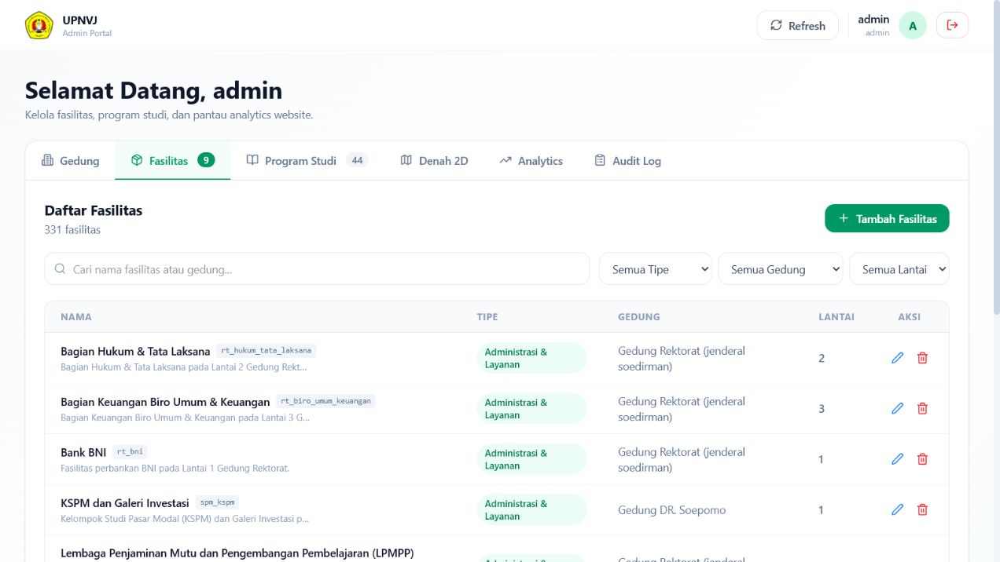 UPNVJ
Admin Portal
Refresh
admin
admin
A
Selamat Datang, admin
Kelola fasilitas, program studi, dan pantau analytics website.
Gedung
Fasilitas 9
Program Studi 44
Denah 2D
Analytics
Audit Log
Daftar Fasilitas
331 fasilitas
+ Tambah Fasilitas
Cari nama fasilitas atau gedung...
Semua Tipe
Semua Gedung
Semua Lantai
NAMA TIPE GEDUNG LANTAI AKSI
Bagian Hukum & Tata Laksana rt_hukum_tata_laksana
Bagian Hukum & Tata Laksana pada Lantai 2 Gedung Rekt...
Administrasi &
Layanan
Gedung Rektorat (jenderal
soedirman)
2
Bagian Keuangan Biro Umum & Keuangan rt_biro_umum_keuangan
Bagian Keuangan Biro Umum & Keuangan pada Lantai 3 G...
Administrasi &
Layanan
Gedung Rektorat (jenderal
soedirman)
3
Bank BNI rt_bni
Fasilitas perbankan BNI pada Lantai 1 Gedung Rektorat.
Administrasi &
Layanan
Gedung Rektorat (jenderal
soedirman)
1
KSPM dan Galeri Investasi spm_kspm
Kelompok Studi Pasar Modal (KSPM) dan Galeri Investasi p...
Administrasi &
Layanan
Gedung DR. Soepomo
1
Lembaga Penjaminan Mutu dan Pengembangan Pembelajaran (LPMPP)
Administrasi &
Gedung Rektorat (jenderal